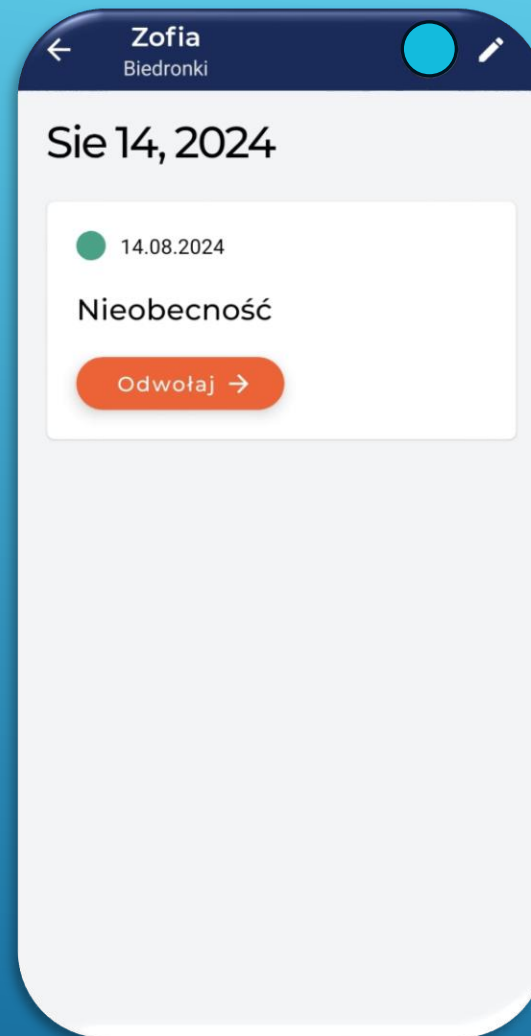 Zofia
Biedronki
Sie 14, 2024
14.08.2024
Nieobecność
Odwołaj →